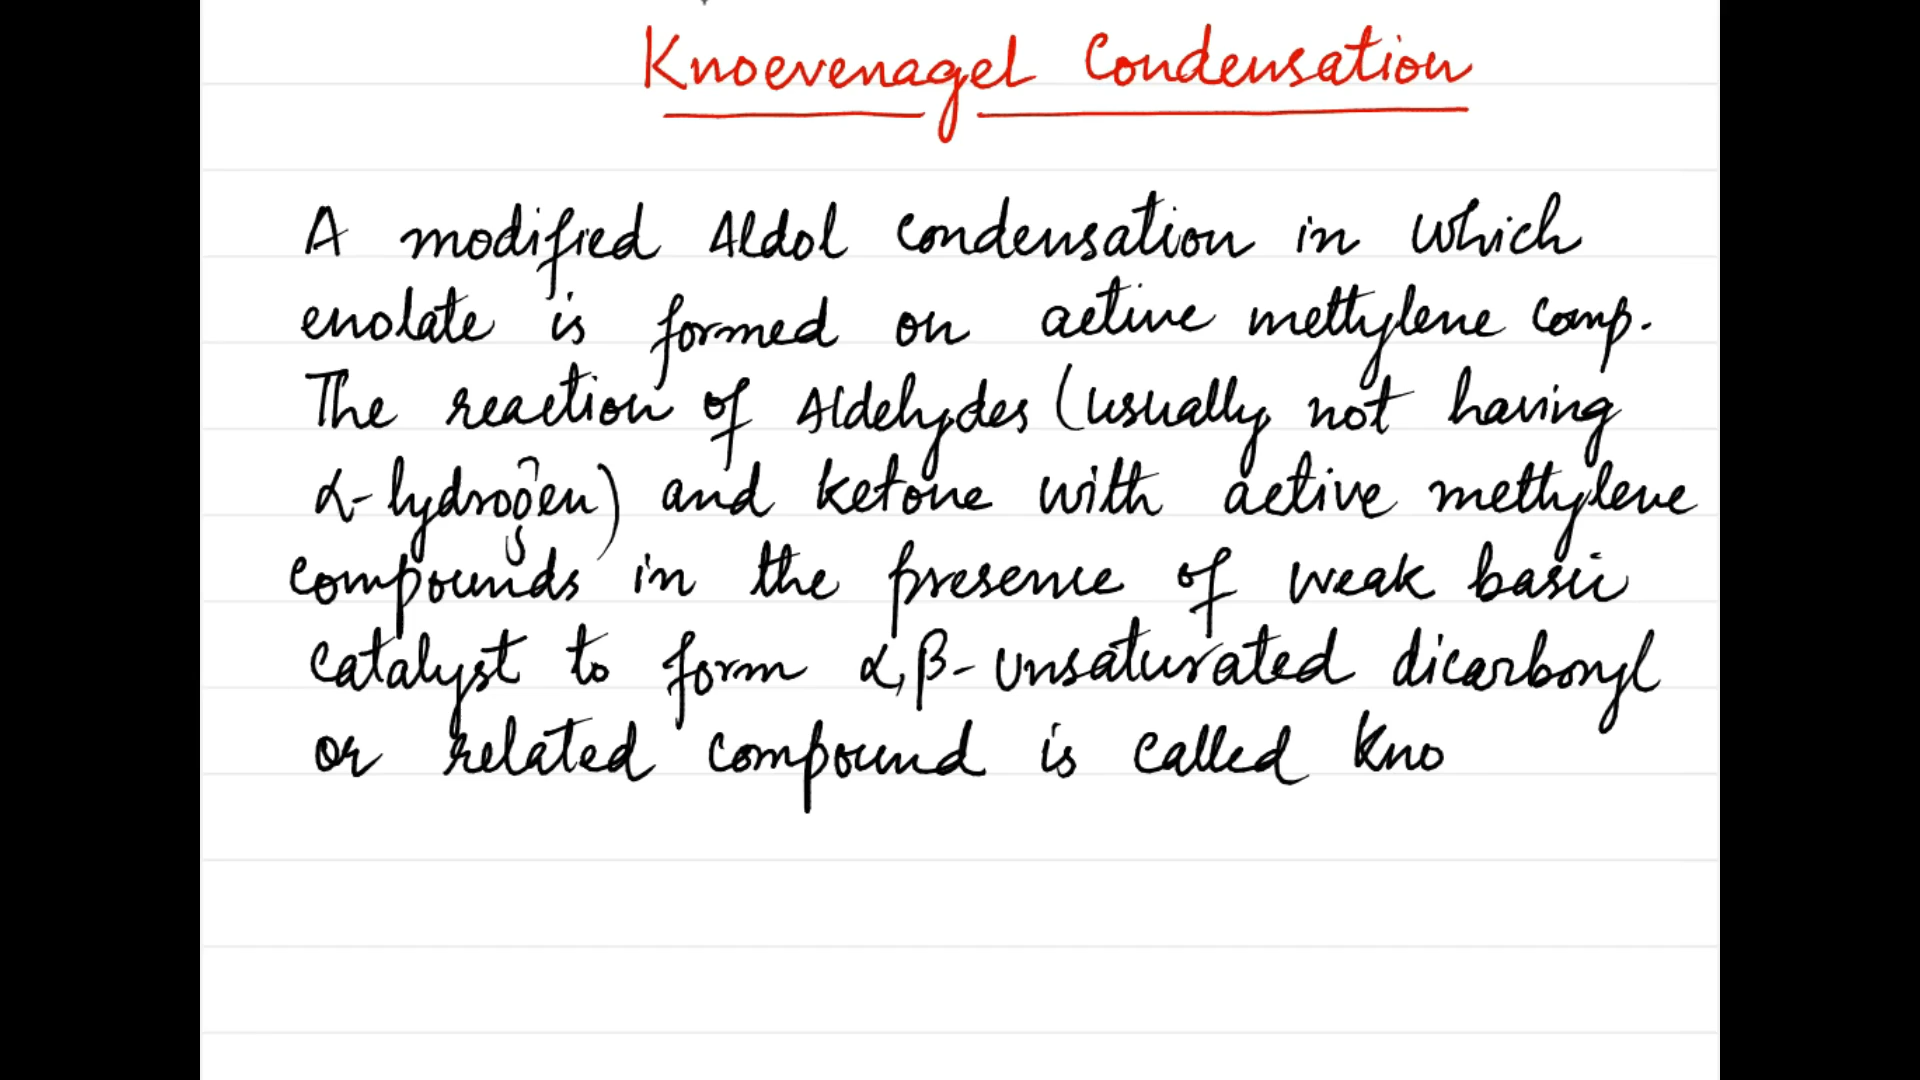 Knoevenagel Condensation
A modified Aldol Condensation in which
enolate is formed on active methylene comp.
The reaction of Aldehydes (usually not having
α-hydrogen) and ketone with active methylene
compounds in the presence of weak basic
catalyst to form α,β-unsaturated dicarbonyl
or related compound is called Kno